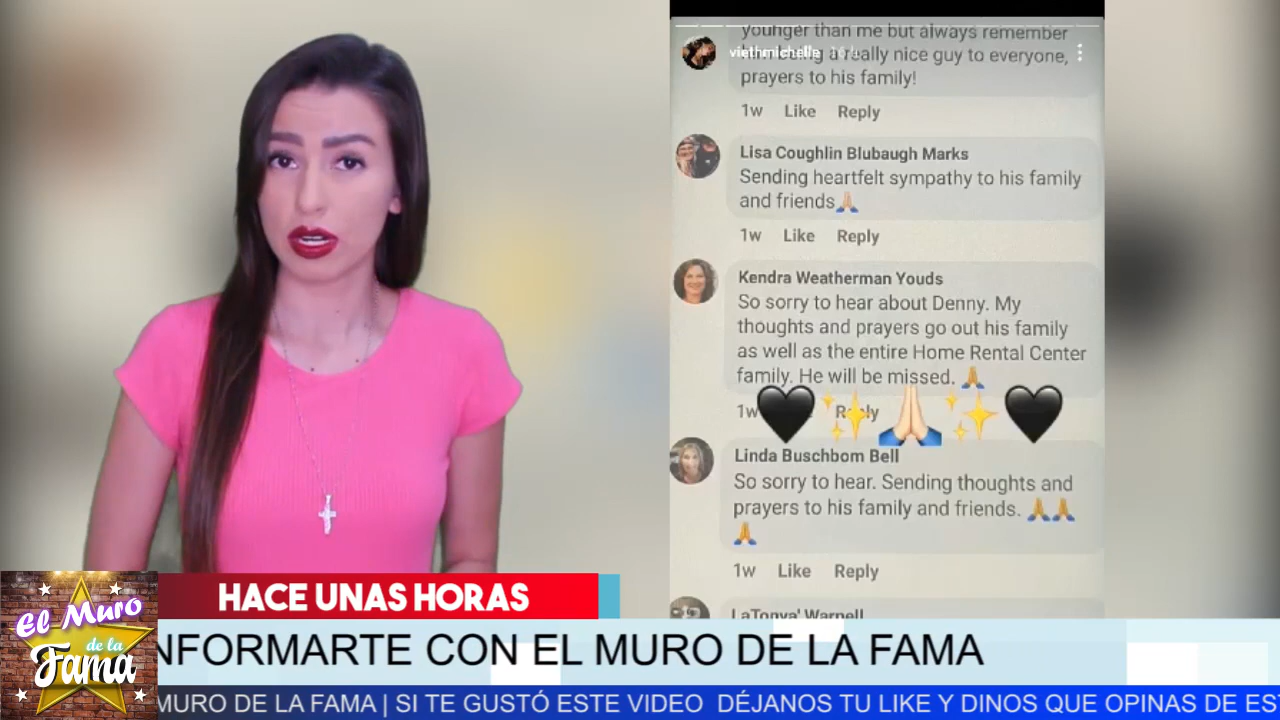 younger than me but always remember
viethmichelle
being a really nice guy to everyone,
prayers to his family!
1w Like Reply
Lisa Coughlin Blubaugh Marks
Sending heartfelt sympathy to his family
and friends🙏🏻
1w Like Reply
Kendra Weatherman Youds
So sorry to hear about Denny. My
thoughts and prayers go out his family
as well as the entire Home Rental Center
family. He will be missed. 🙏
1w Reply
🖤✨🙏🏻✨🖤
Linda Buschbom Bell
So sorry to hear. Sending thoughts and
prayers to his family and friends. 🙏🙏
🙏
1w Like Reply
LaTonya' Warnell
HACE UNAS HORAS
El Muro
de la
Fama
NFORMARTE CON EL MURO DE LA FAMA
MURO DE LA FAMA | SI TE GUSTÓ ESTE VIDEO DÉJANOS TU LIKE Y DINOS QUE OPINAS DE ES